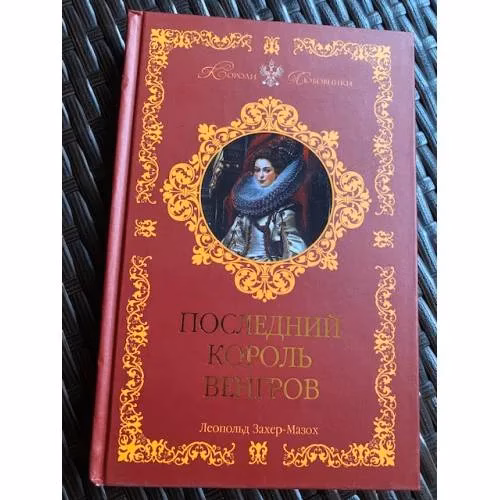 Короли Любовники
ПОСЛЕДНИЙ
КОРОЛЬ
ВЕНГРОВ
Леопольд Захер-Мазох